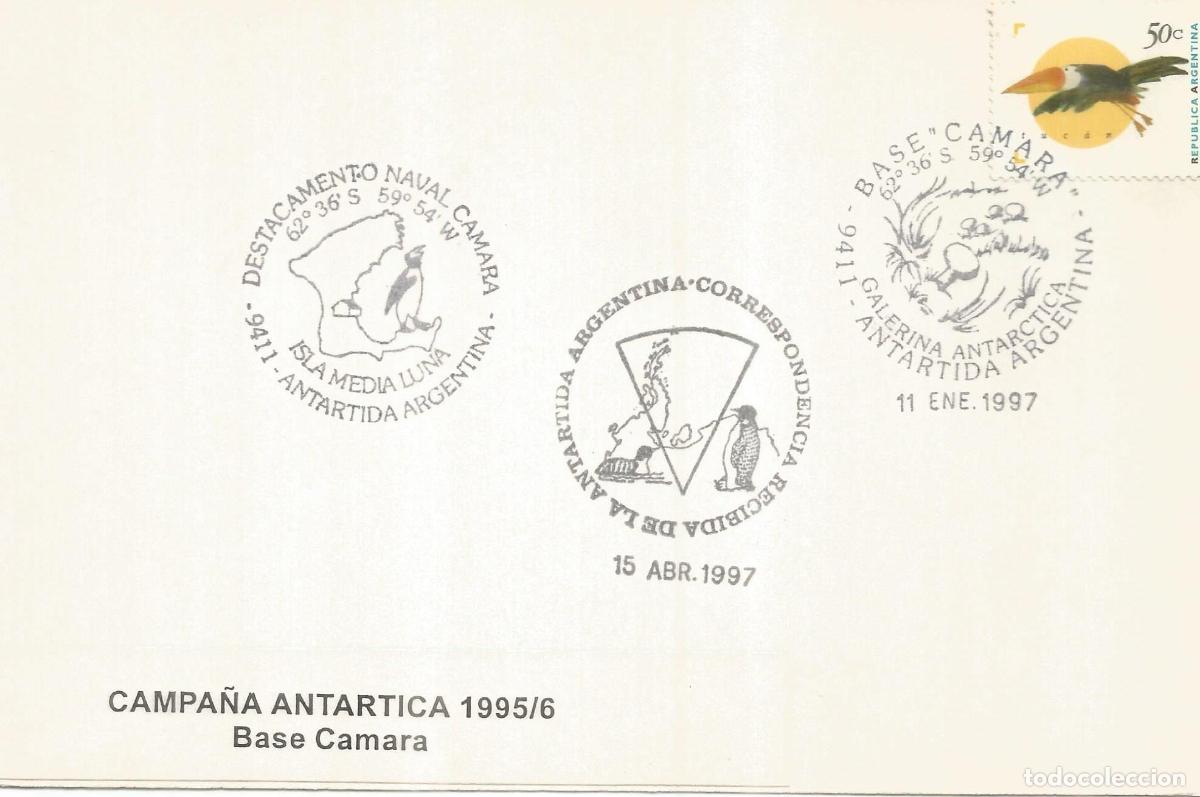 50c
REPUBLICA ARGENTINA
tucán
BASE "CAMARA"
62° 36' S 59° 54' W
GALERINA ANTARCTICA
- 9411 - ANTARTIDA ARGENTINA -
11 ENE. 1997
DESTACAMENTO NAVAL CAMARA
62° 36' S 59° 54' W
ISLA MEDIA LUNA
- 9411 - ANTARTIDA ARGENTINA -
CORRESPONDENCIA RECIBIDA DE LA ANTARTIDA ARGENTINA·
15 ABR. 1997
CAMPAÑA ANTARTICA 1995/6
Base Camara
todocoleccion